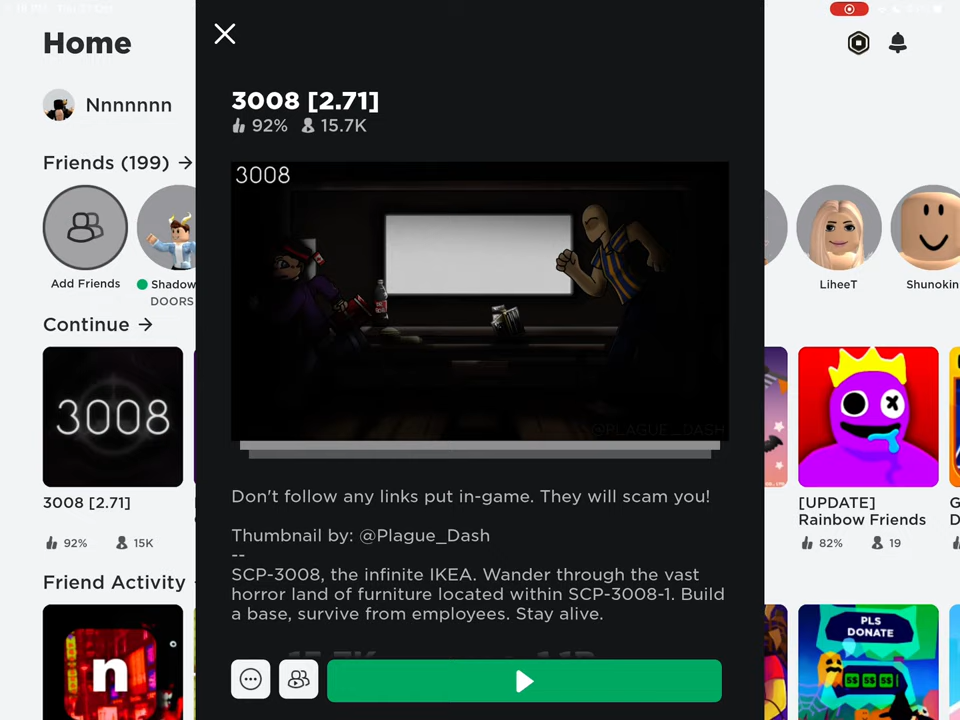 Home
Nnnnnnn
Friends (199)
Add Friends
Shadow
DOORS
LiheeT
Shunokin
Continue
3008
3008 [2.71]
92% 15K
[UPDATE]
Rainbow Friends
82% 19
G
D
Friend Activity
n
PLS
DONATE
$$ $$ $
3008 [2.71]
92% 15.7K
3008
@PLAGUE_DASH
Don't follow any links put in-game. They will scam you!
Thumbnail by: @Plague_Dash
--
SCP-3008, the infinite IKEA. Wander through the vast
horror land of furniture located within SCP-3008-1. Build
a base, survive from employees. Stay alive.